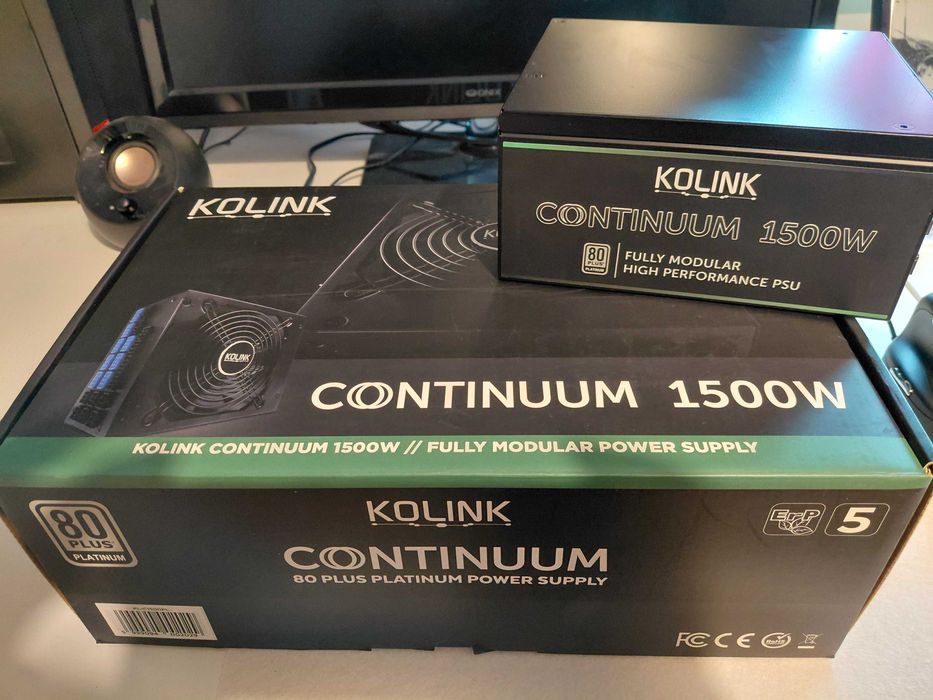 KOLINK
CONTINUUM 1500W
80
PLUS
PLATINUM
FULLY MODULAR
HIGH PERFORMANCE PSU
KOLINK
KOLINK
CONTINUUM 1500W
KOLINK CONTINUUM 1500W // FULLY MODULAR POWER SUPPLY
80
PLUS
PLATINUM
KOLINK
CONTINUUM
80 PLUS PLATINUM POWER SUPPLY
ErP
5
FC CE RoHS